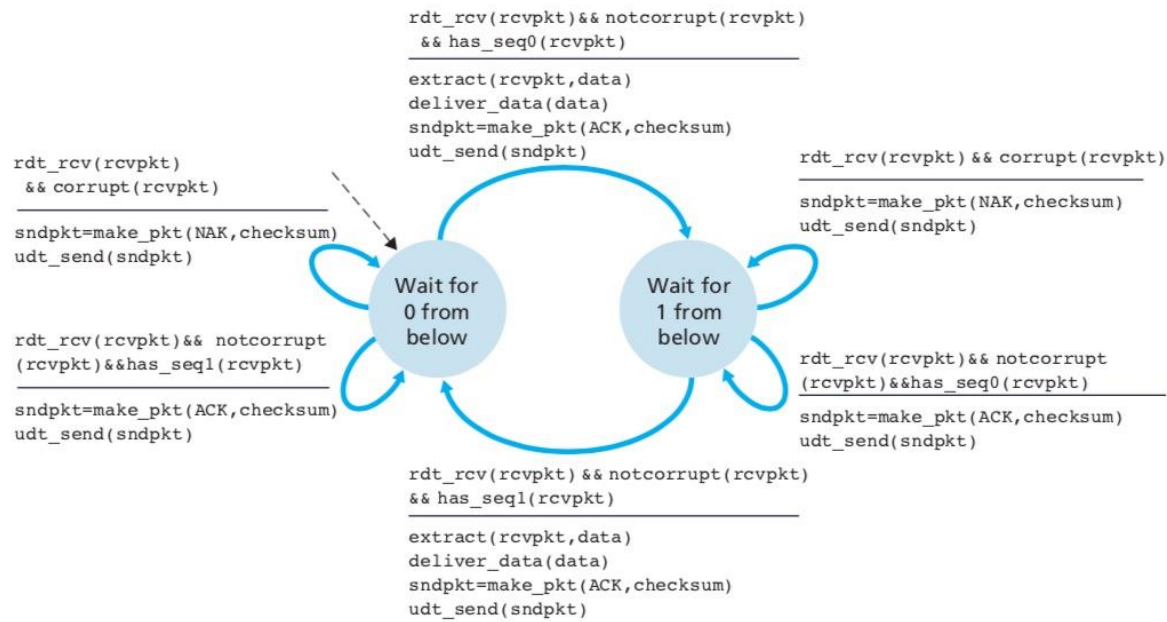 rdt_rcv(rcvpkt)&& notcorrupt(rcvpkt)
&& has_seq0(rcvpkt)
extract(rcvpkt,data)
deliver_data(data)
sndpkt=make_pkt(ACK,checksum)
udt_send(sndpkt)
rdt_rcv(rcvpkt)
&& corrupt(rcvpkt)
sndpkt=make_pkt(NAK,checksum)
udt_send(sndpkt)
rdt_rcv(rcvpkt) && corrupt(rcvpkt)
sndpkt=make_pkt(NAK,checksum)
udt_send(sndpkt)
Wait for
0 from
below
Wait for
1 from
below
rdt_rcv(rcvpkt)&& notcorrupt
(rcvpkt)&&has_seq1(rcvpkt)
sndpkt=make_pkt(ACK,checksum)
udt_send(sndpkt)
rdt_rcv(rcvpkt)&& notcorrupt
(rcvpkt)&&has_seq0(rcvpkt)
sndpkt=make_pkt(ACK,checksum)
udt_send(sndpkt)
rdt_rcv(rcvpkt) && notcorrupt(rcvpkt)
&& has_seq1(rcvpkt)
extract(rcvpkt,data)
deliver_data(data)
sndpkt=make_pkt(ACK,checksum)
udt_send(sndpkt)